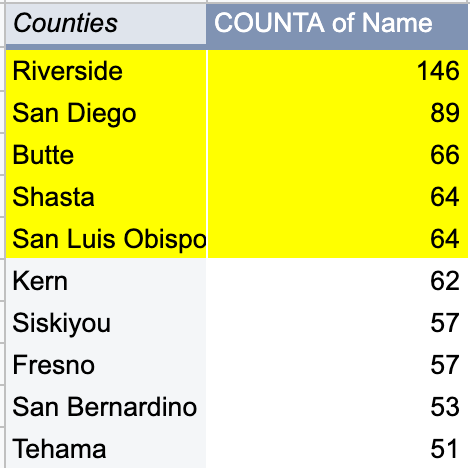 Counties COUNTA of Name
Riverside 146
San Diego 89
Butte 66
Shasta 64
San Luis Obispo 64
Kern 62
Siskiyou 57
Fresno 57
San Bernardino 53
Tehama 51